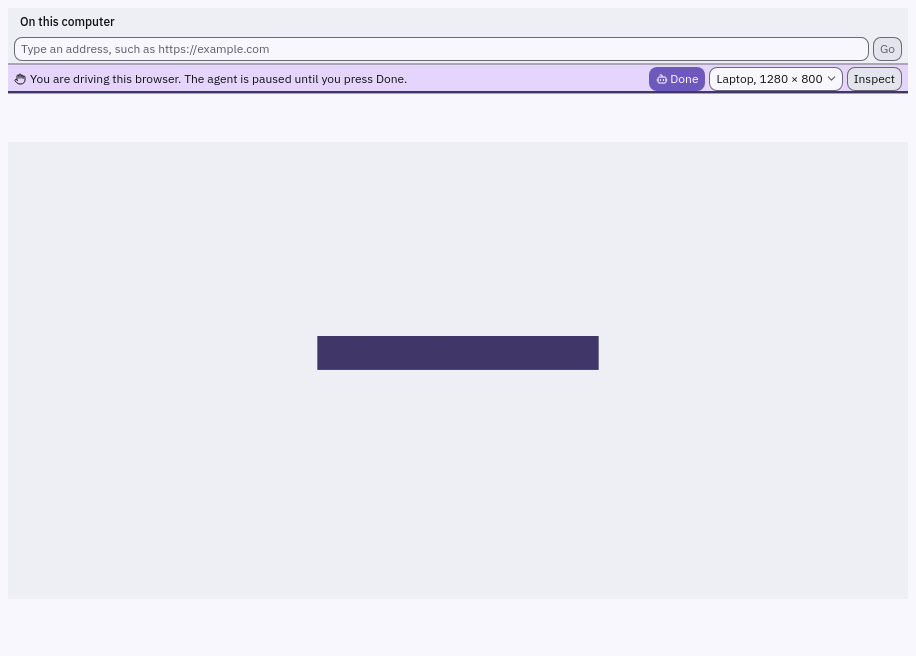 On this computer
Type an address, such as https://example.com
Go
You are driving this browser. The agent is paused until you press Done.
Done
Laptop, 1280 × 800
Inspect